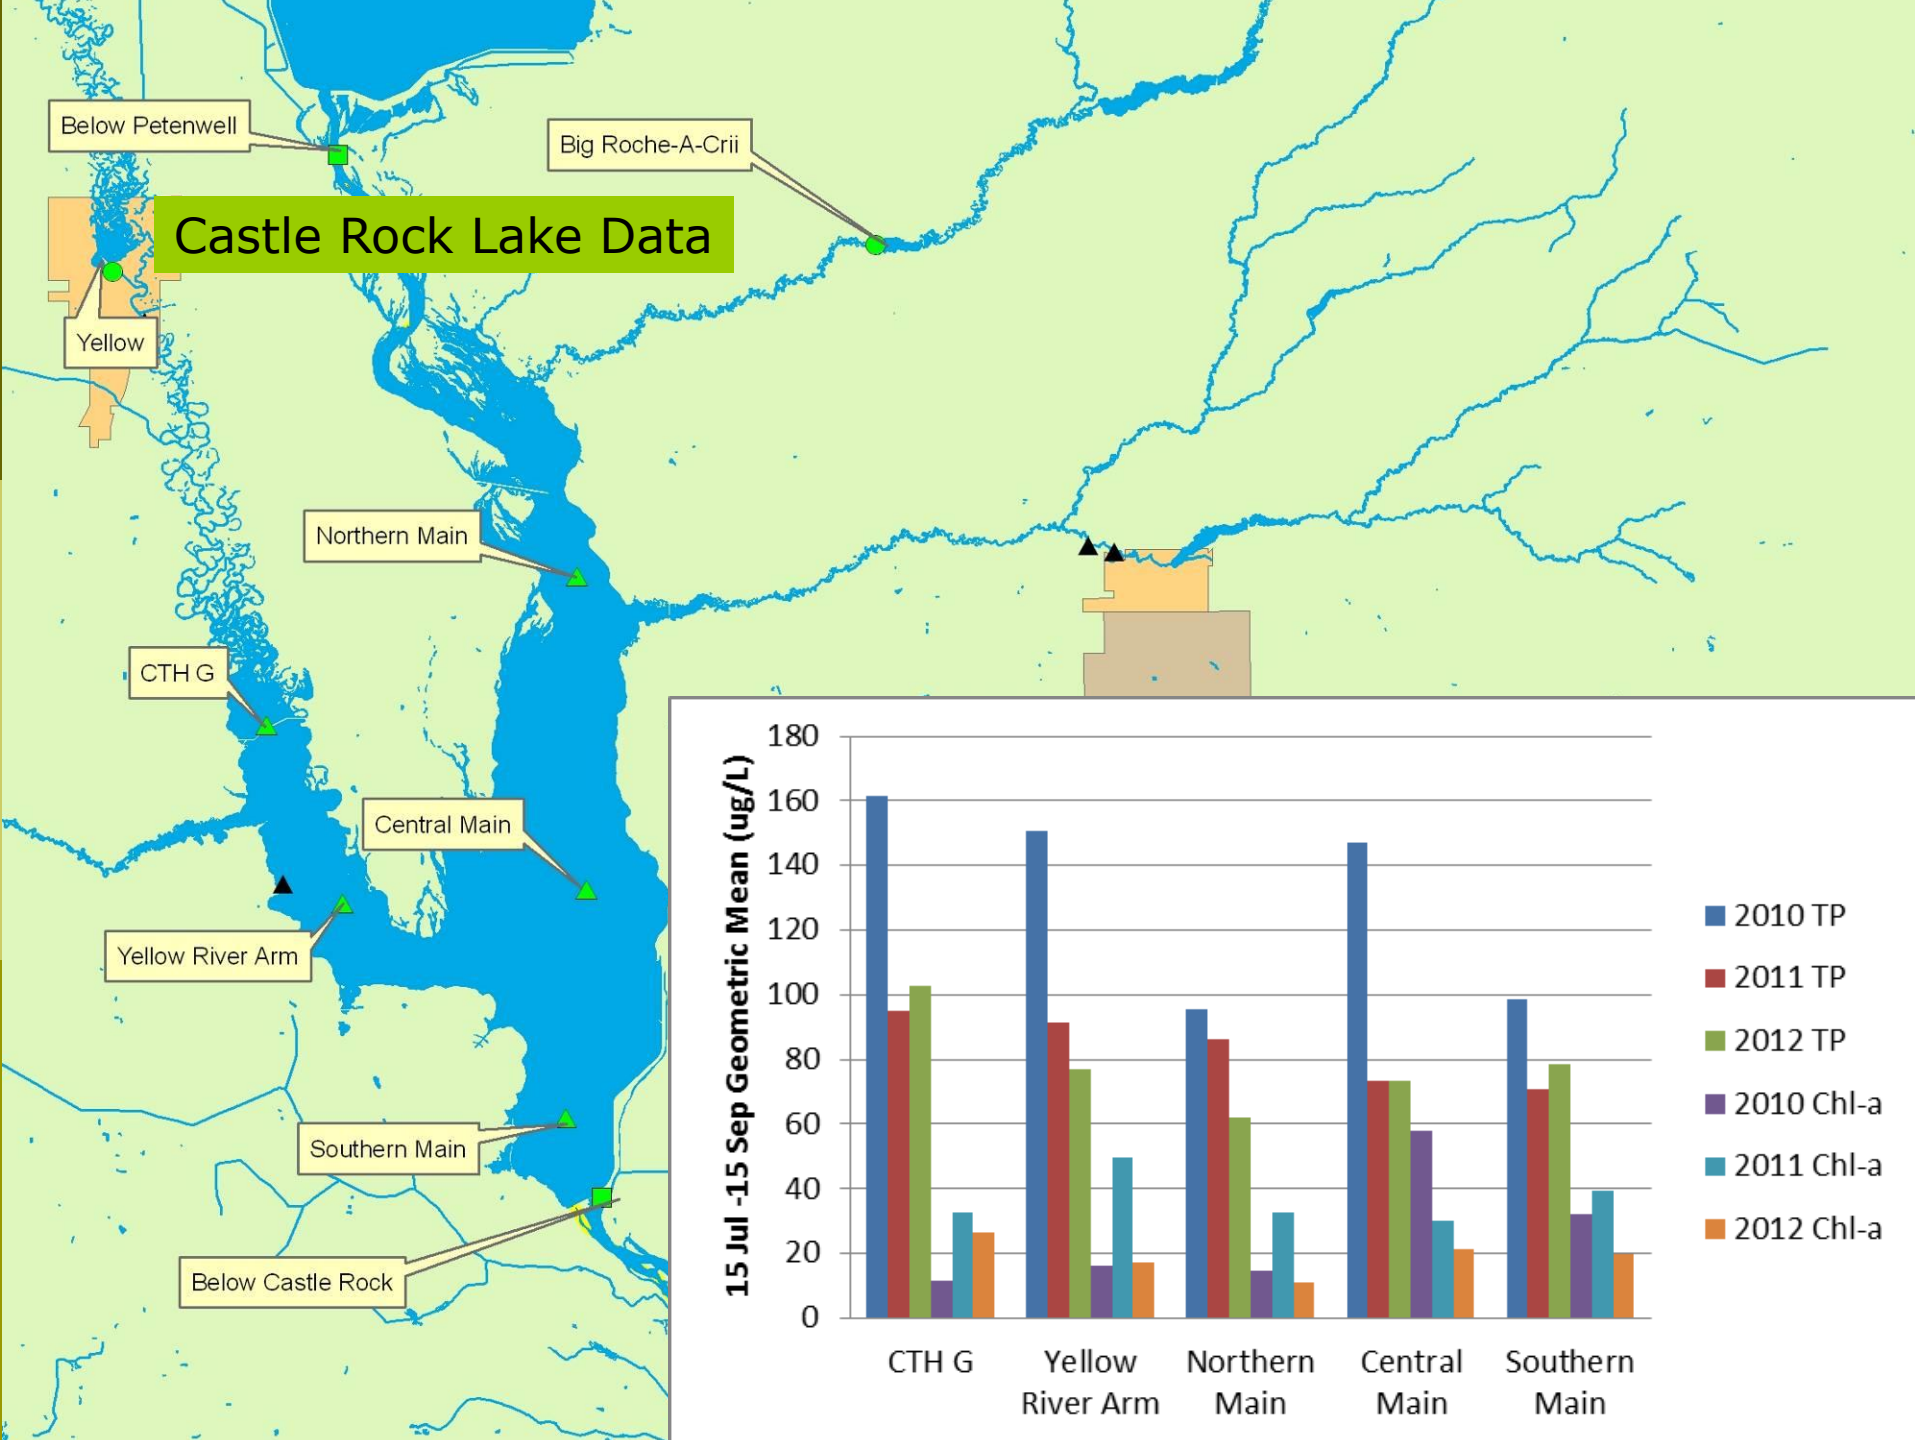 Below Petenwell
Big Roche-A-Crii
Castle Rock Lake Data
Yellow
Northern Main
CTH G
Central Main
Yellow River Arm
Southern Main
Below Castle Rock
15 Jul -15 Sep Geometric Mean (ug/L)
180
160
140
120
100
80
60
40
20
0
CTH G
Yellow
River Arm
Northern
Main
Central
Main
Southern
Main
2010 TP
2011 TP
2012 TP
2010 Chl-a
2011 Chl-a
2012 Chl-a